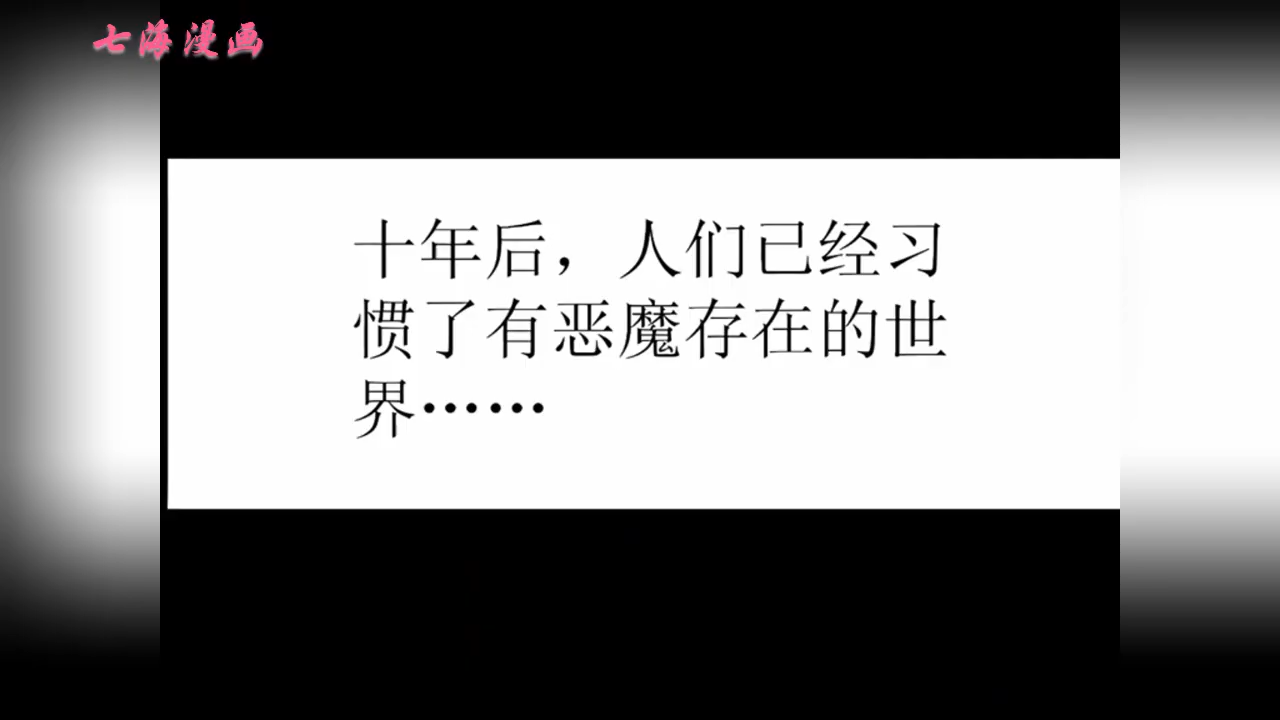 七海漫画
十年后，人们已经习
惯了有恶魔存在的世
界……